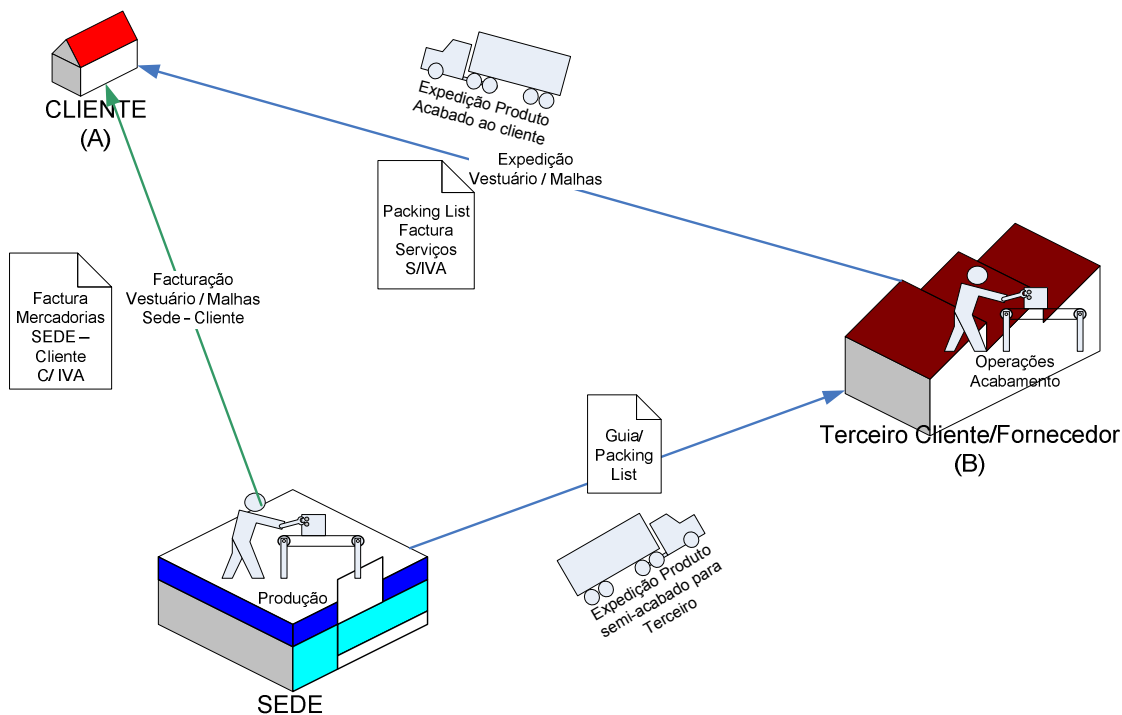 CLIENTE
(A)
Expedição Produto
Acabado ao cliente
Expedição
Vestuário / Malhas
Packing List
Factura
Serviços
S/IVA
Factura
Mercadorias
SEDE –
Cliente
C/ IVA
Facturação
Vestuário / Malhas
Sede – Cliente
Operações
Acabamento
Terceiro Cliente/Fornecedor
(B)
Guia/
Packing
List
Expedição Produto
semi-acabado para
Terceiro
Produção
SEDE